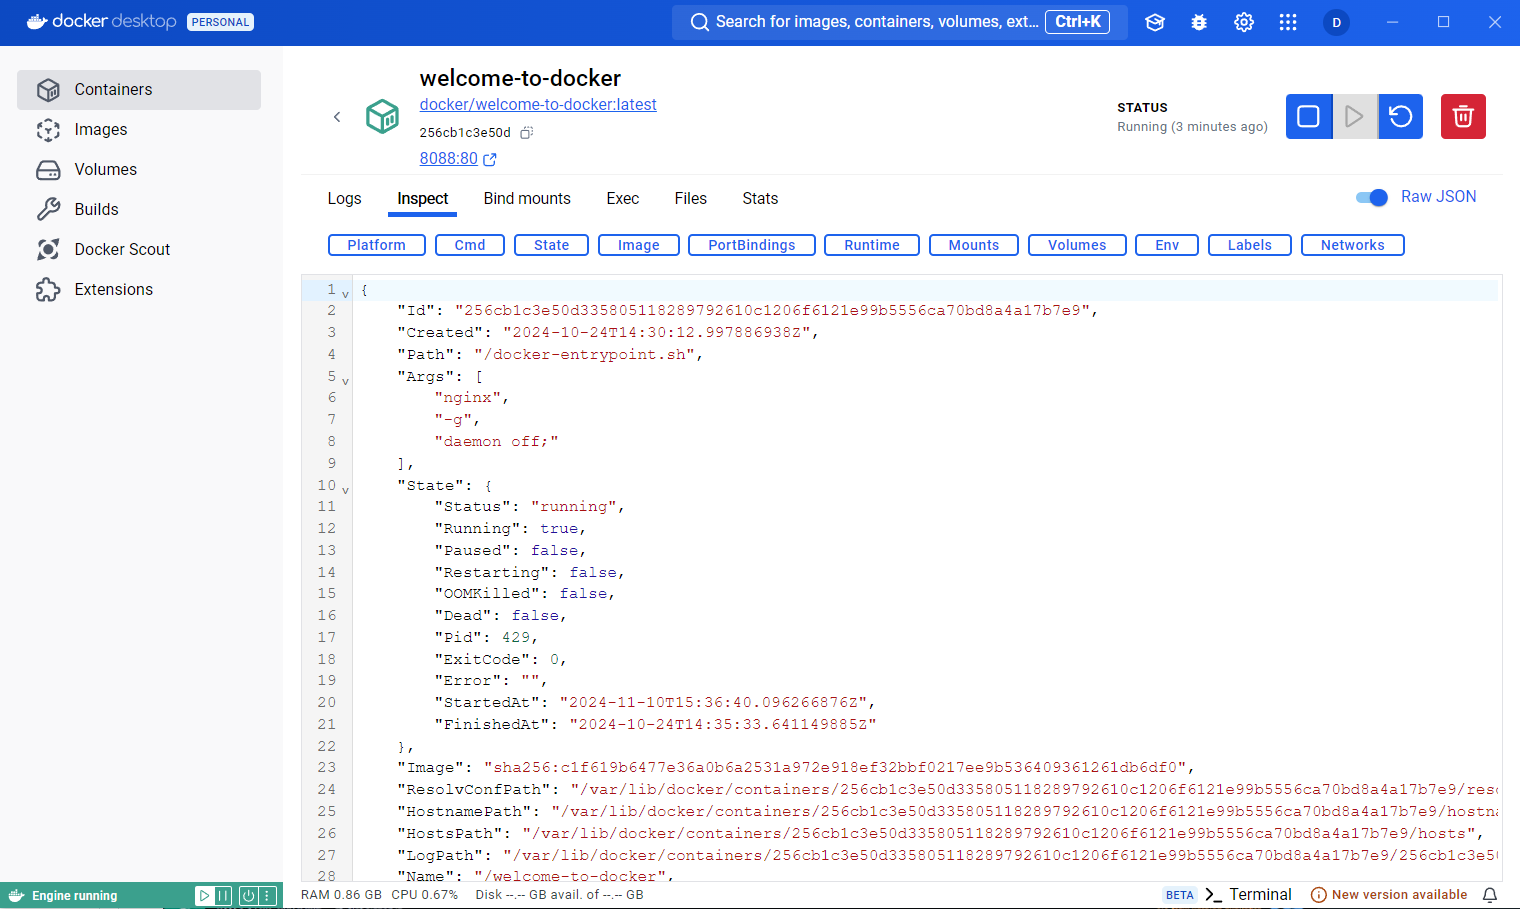 docker desktop PERSONAL
Search for images, containers, volumes, ext... Ctrl+K
D
Containers
Images
Volumes
Builds
Docker Scout
Extensions
welcome-to-docker
docker/welcome-to-docker:latest
256cb1c3e50d
8088:80
STATUS
Running (3 minutes ago)
Logs Inspect Bind mounts Exec Files Stats
Raw JSON
Platform Cmd State Image PortBindings Runtime Mounts Volumes Env Labels Networks
1 {
2 "Id": "256cb1c3e50d335805118289792610c1206f6121e99b5556ca70bd8a4a17b7e9",
3 "Created": "2024-10-24T14:30:12.997886938Z",
4 "Path": "/docker-entrypoint.sh",
5 "Args": [
6 "nginx",
7 "-g",
8 "daemon off;"
9 ],
10 "State": {
11 "Status": "running",
12 "Running": true,
13 "Paused": false,
14 "Restarting": false,
15 "OOMKilled": false,
16 "Dead": false,
17 "Pid": 429,
18 "ExitCode": 0,
19 "Error": "",
20 "StartedAt": "2024-11-10T15:36:40.096266876Z",
21 "FinishedAt": "2024-10-24T14:35:33.641149885Z"
22 },
23 "Image": "sha256:c1f619b6477e36a0b6a2531a972e918ef32bbf0217ee9b536409361261db6df0",
24 "ResolvConfPath": "/var/lib/docker/containers/256cb1c3e50d335805118289792610c1206f6121e99b5556ca70bd8a4a17b7e9/reso
25 "HostnamePath": "/var/lib/docker/containers/256cb1c3e50d335805118289792610c1206f6121e99b5556ca70bd8a4a17b7e9/hostna
26 "HostsPath": "/var/lib/docker/containers/256cb1c3e50d335805118289792610c1206f6121e99b5556ca70bd8a4a17b7e9/hosts",
27 "LogPath": "/var/lib/docker/containers/256cb1c3e50d335805118289792610c1206f6121e99b5556ca70bd8a4a17b7e9/256cb1c3e50
28 "Name": "/welcome-to-docker",
Engine running
RAM 0.86 GB CPU 0.67% Disk --.-- GB avail. of --.-- GB
BETA Terminal New version available